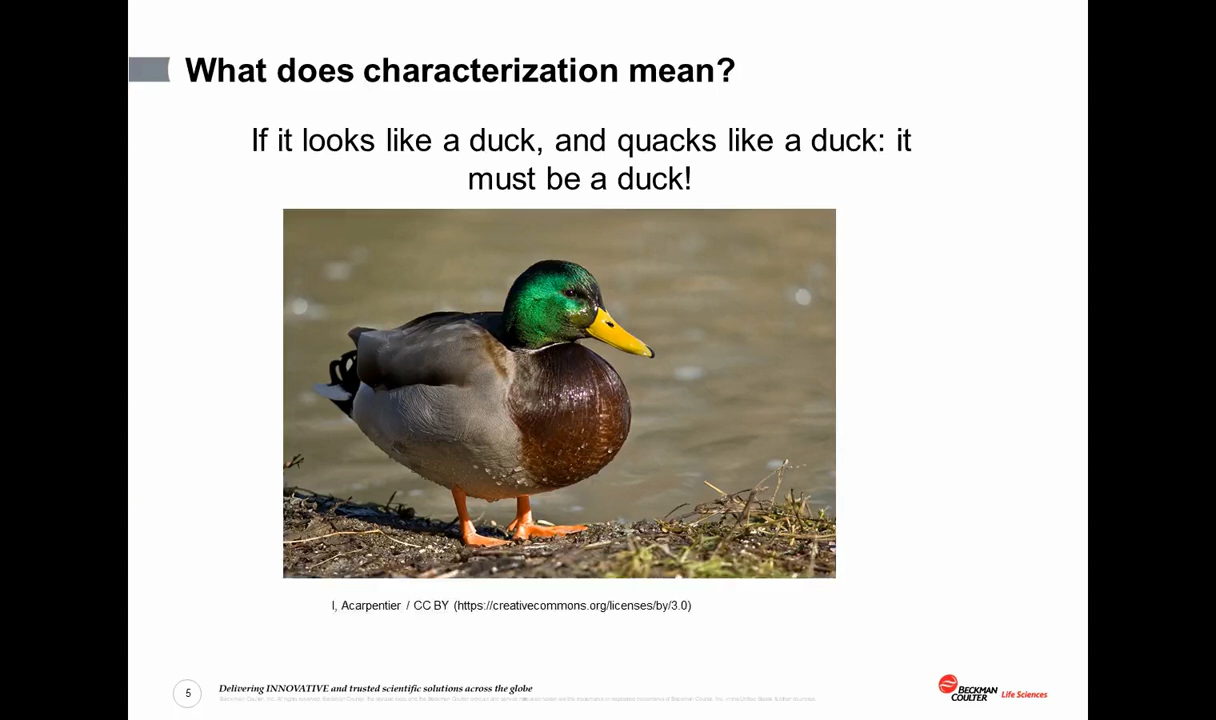 What does characterization mean?
If it looks like a duck, and quacks like a duck: it
must be a duck!
I, Acarpentier / CC BY (https://creativecommons.org/licenses/by/3.0)
5
Delivering INNOVATIVE and trusted scientific solutions across the globe
BECKMAN
COULTER Life Sciences